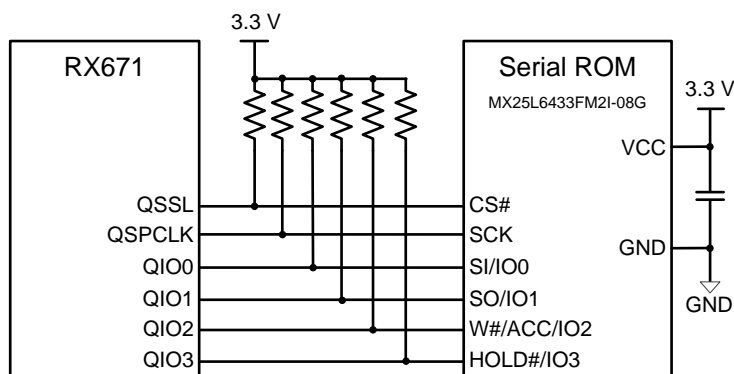 3.3 V
RX671
Serial ROM
MX25L6433FM2I-08G
3.3 V
VCC
QSSL
CS#
QSPCLK
SCK
GND
QIO0
SI/IO0
QIO1
SO/IO1
GND
QIO2
W#/ACC/IO2
QIO3
HOLD#/IO3